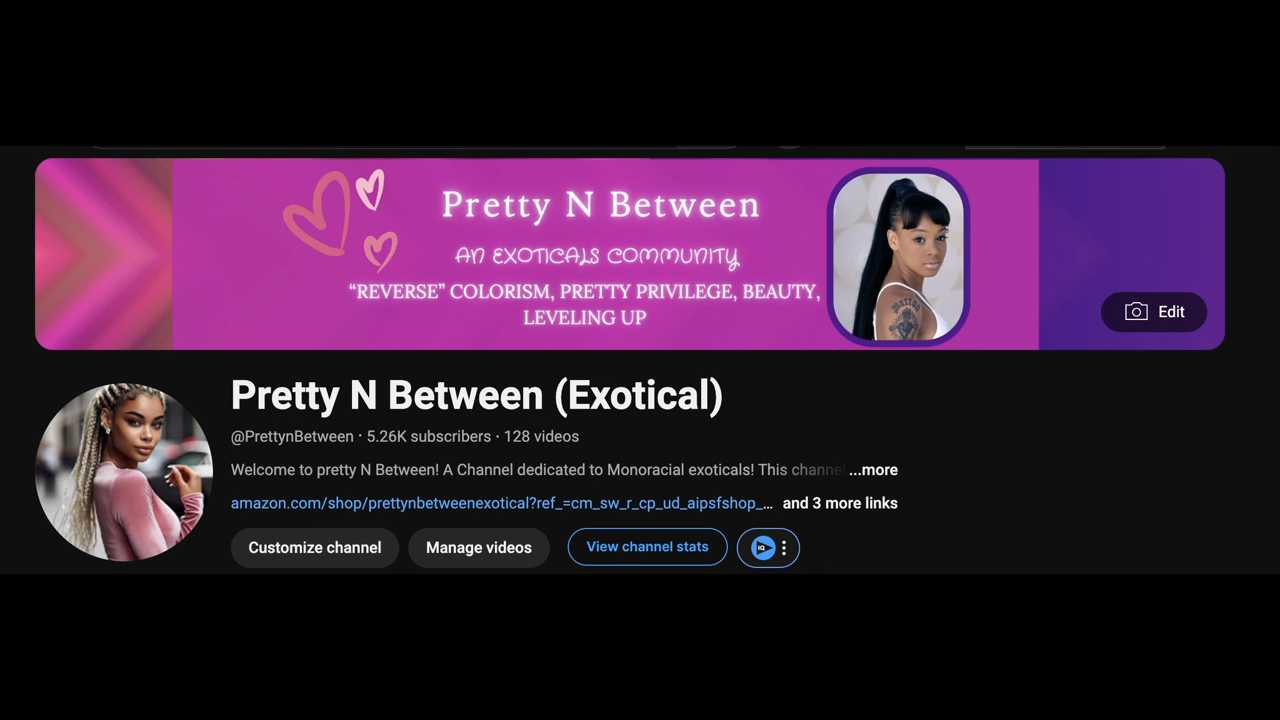 Pretty N Between
AN EXOTICALS COMMUNITY
“REVERSE” COLORISM, PRETTY PRIVILEGE, BEAUTY,
LEVELING UP
Edit
Pretty N Between (Exotical)
@PrettynBetween · 5.26K subscribers · 128 videos
Welcome to pretty N Between! A Channel dedicated to Monoracial exoticals! This channe ...more
amazon.com/shop/prettynbetweenexotical?ref_=cm_sw_r_cp_ud_aipsfshop_... and 3 more links
Customize channel Manage videos View channel stats